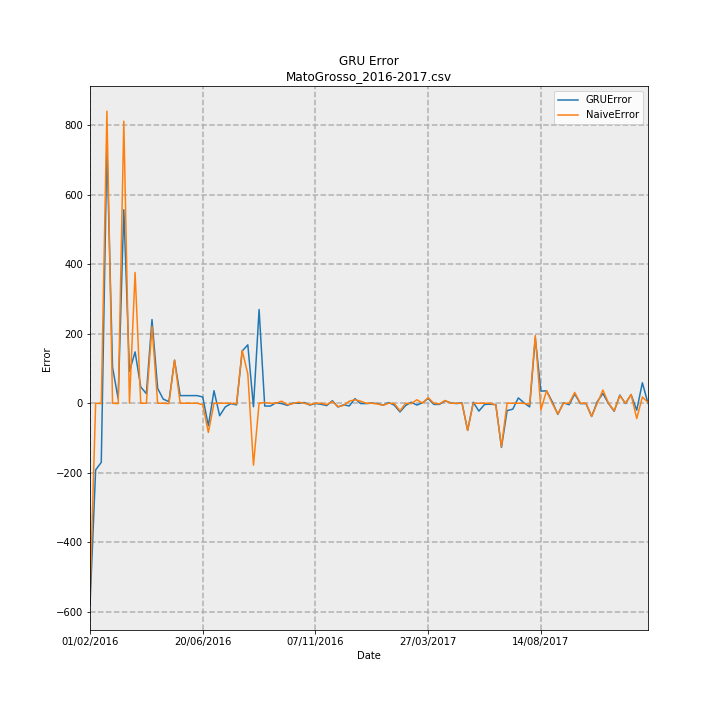 GRU Error
MatoGrosso_2016-2017.csv
GRUError
NaiveError
800
600
400
200
0
−200
−400
−600
Error
01/02/2016 20/06/2016 07/11/2016 27/03/2017 14/08/2017
Date